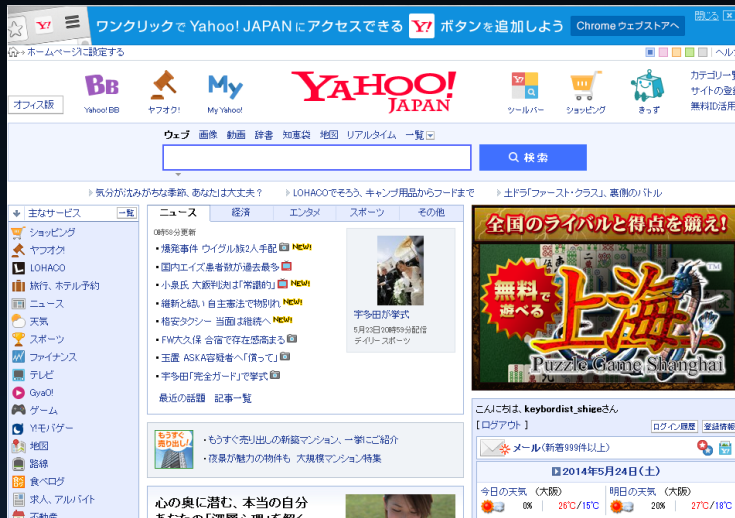 ワンクリックで Yahoo! JAPAN にアクセスできる Y! ボタンを追加しよう Chrome ウェブストアへ
閉じる
ホームページに設定する
オフィス版
BB
Yahoo! BB
ヤフオク!
My
My Yahoo!
YAHOO!
JAPAN
ツールバー
ショッピング
きっず
カテゴリ一
サイトの登
無料ID活用
ウェブ 画像 動画 辞書 知恵袋 地図 リアルタイム 一覧
検索
気分が沈みがちな季節、あなたは大丈夫?
LOHACOでそろう、キャンプ用品からフードまで
土ドラ「ファースト・クラス」、裏側のバトル
主なサービス 一覧
ショッピング
ヤフオク!
LOHACO
旅行、ホテル予約
ニュース
天気
スポーツ
ファイナンス
テレビ
GyaO!
ゲーム
Y!モバゲー
地図
路線
食べログ
求人、アルバイト
不動産
ニュース 経済 エンタメ スポーツ その他
0時59分更新
・爆発事件 ウイグル族2人手配 NEW!
・国内エイズ患者数が過去最多
・小泉氏 大飯判決は「常識的」 NEW!
・維新と結い 自主憲法で特別れ NEW!
・格安タクシー 当面は継続へ NEW!
・FW大久保 合宿で存在感高まる
・玉置 ASKA容疑者へ「償って」
・宇多田「完全ガード」で挙式
最近の話題 記事一覧
宇多田が挙式
5月23日20時59分配信
デイリースポーツ
もうすぐ売り出し!
・もうすぐ売り出しの新築マンション、一挙にご紹介
・夜景が魅力の物件も 大規模マンション特集
心の奥に潜む、本当の自分
全国のライバルと得点を競え!
無料で遊べる
上海
TM
Puzzle Game Shanghai
こんにちは、keybordist_shigeさん
[ログアウト]
ログイン履歴 登録情報
メール(新着999件以上)
2014年5月24日(土)
今日の天気 (大阪)
0% 26℃/15℃
明日の天気 (大阪)
20% 27℃/18℃